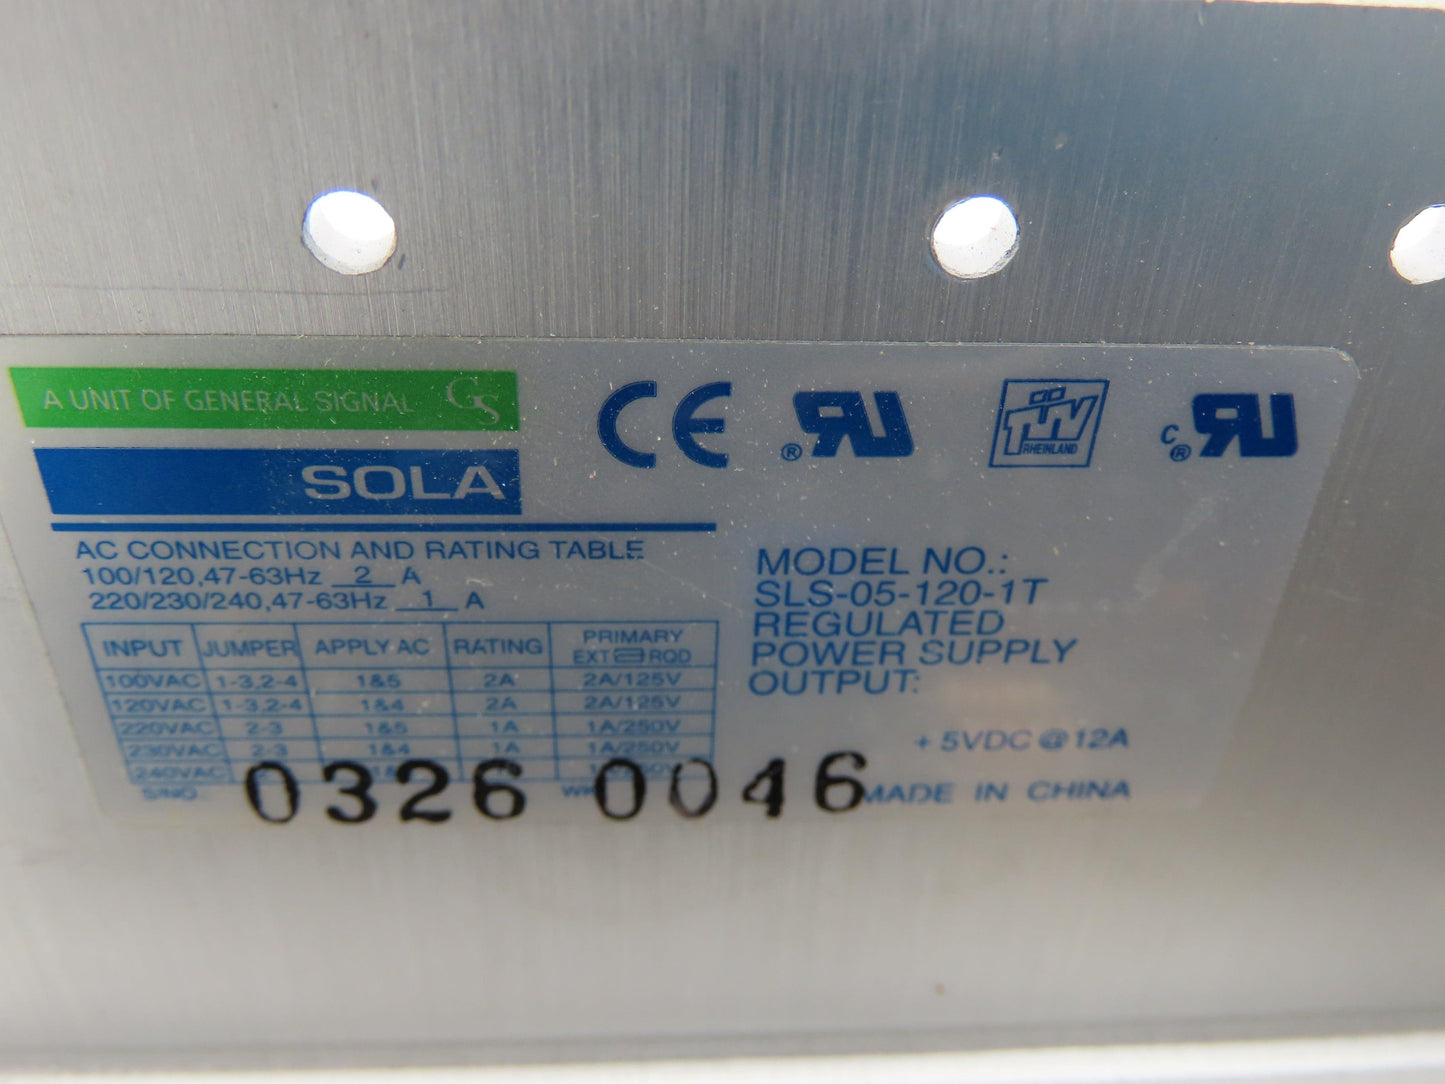 A UNIT OF GENERAL SIGNAL GS
SOLA
CE ®RU TÜV RHEINLAND C®RU
AC CONNECTION AND RATING TABLE
100/120,47-63Hz 2 A
220/230/240,47-63Hz 1 A
INPUT JUMPER APPLY AC RATING PRIMARY EXT RQD
100VAC 1-3,2-4 1&5 2A 2A/125V
120VAC 1-3,2-4 1&4 2A 2A/125V
220VAC 2-3 1&5 1A 1A/250V
230VAC 2-3 1&4 1A 1A/250V
240VAC
S/NO.
0326 0046
MODEL NO.:
SLS-05-120-1T
REGULATED
POWER SUPPLY
OUTPUT:
+5VDC @ 12A
MADE IN CHINA